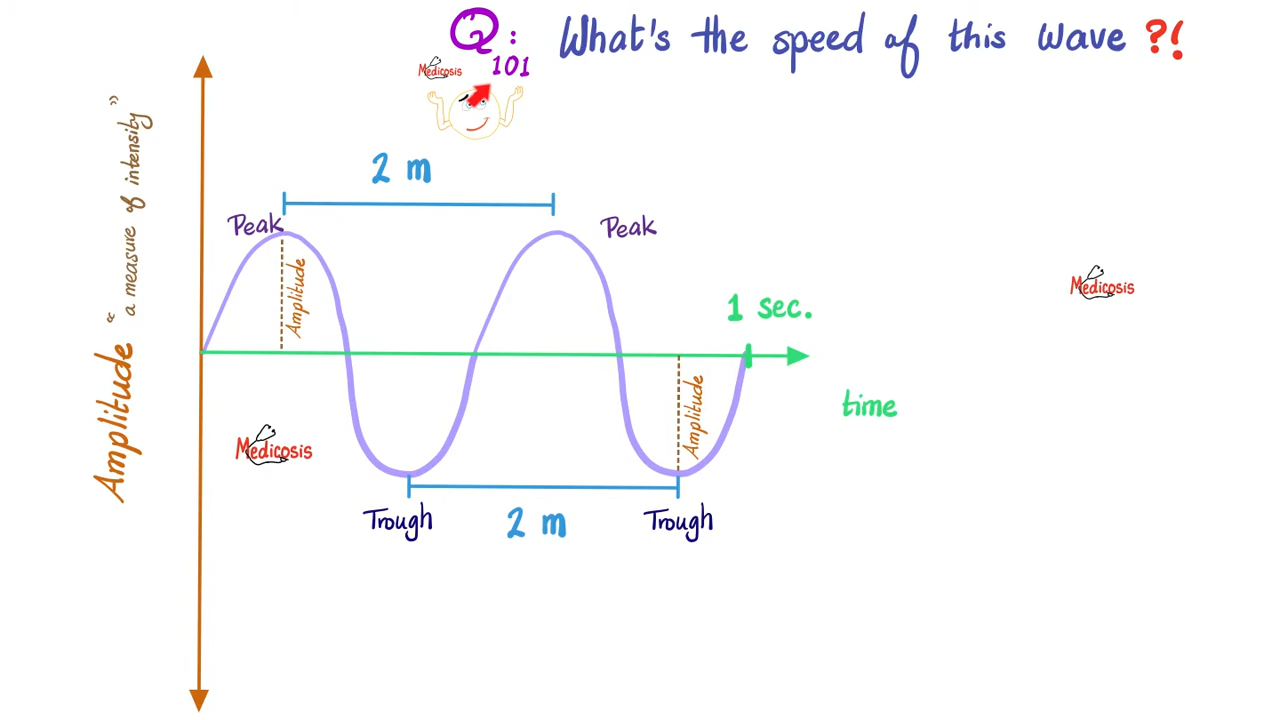 Q: What's the speed of this wave ?!
101
Medicosis
2 m
Peak
Peak
Amplitude
Amplitude "a measure of intensity"
1 sec.
time
Medicosis
Amplitude
Medicosis
Trough
2 m
Trough